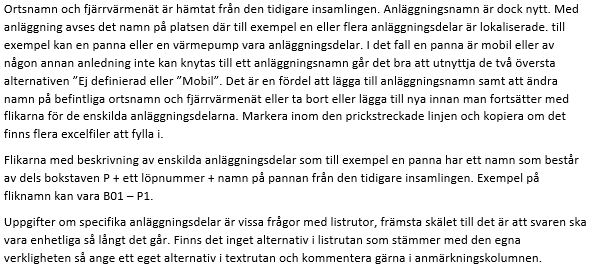 Ortsnamn och fjärrvärmenät är hämtat från den tidigare insamlingen. Anläggningsnamn är dock nytt. Med
anläggning avses det namn på platsen där till exempel en eller flera anläggningsdelar är lokaliserade. till
exempel kan en panna eller en värmepump vara anläggningsdelar. I det fall en panna är mobil eller av
någon annan anledning inte kan knytas till ett anläggningsnamn går det bra att utnyttja de två översta
alternativen ”Ej definierad eller ”Mobil”. Det är en fördel att lägga till anläggningsnamn samt att ändra
namn på befintliga ortsnamn och fjärrvärmenät eller ta bort eller lägga till nya innan man fortsätter med
flikarna för de enskilda anläggningsdelarna. Markera inom den prickstreckade linjen och kopiera om det
finns flera excelfiler att fylla i.
Flikarna med beskrivning av enskilda anläggningsdelar som till exempel en panna har ett namn som består
av dels bokstaven P + ett löpnummer + namn på pannan från den tidigare insamlingen. Exempel på
fliknamn kan vara B01 – P1.
Uppgifter om specifika anläggningsdelar är vissa frågor med listrutor, främsta skälet till det är att svaren ska
vara enhetliga så långt det går. Finns det inget alternativ i listrutan som stämmer med den egna
verkligheten så ange ett eget alternativ i textrutan och kommentera gärna i anmärkningskolumnen.